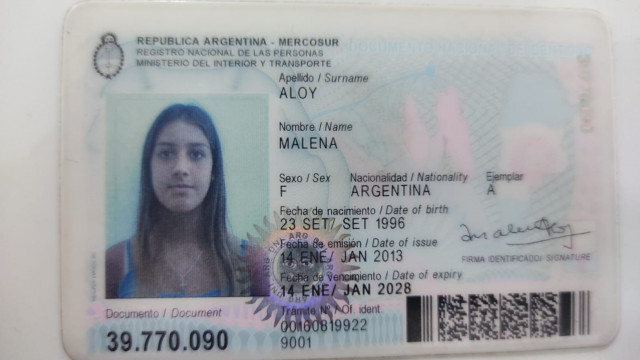 REPUBLICA ARGENTINA - MERCOSUR
REGISTRO NACIONAL DE LAS PERSONAS
MINISTERIO DEL INTERIOR Y TRANSPORTE
Apellido / Surname
ALOY
Nombre / Name
MALENA
Sexo / Sex Nacionalidad / Nationality Ejemplar
F ARGENTINA A
Fecha de nacimiento / Date of birth
23 SET/ SET 1996
Fecha de emisión / Date of issue
14 ENE/ JAN 2013
FIRMA IDENTIFICADO/ SIGNATURE
Fecha de vencimiento / Date of expiry
14 ENE/ JAN 2028
Documento / Document
39.770.090
Trámite Nº / Of. ident.
00160819922
9001